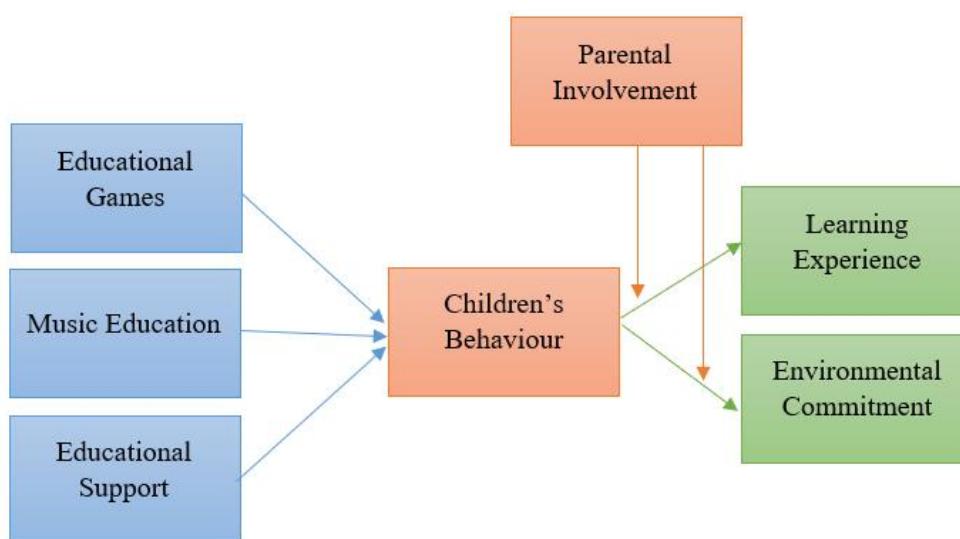 Parental
Involvement
Educational
Games
Learning
Experience
Music Education
Children’s
Behaviour
Environmental
Commitment
Educational
Support